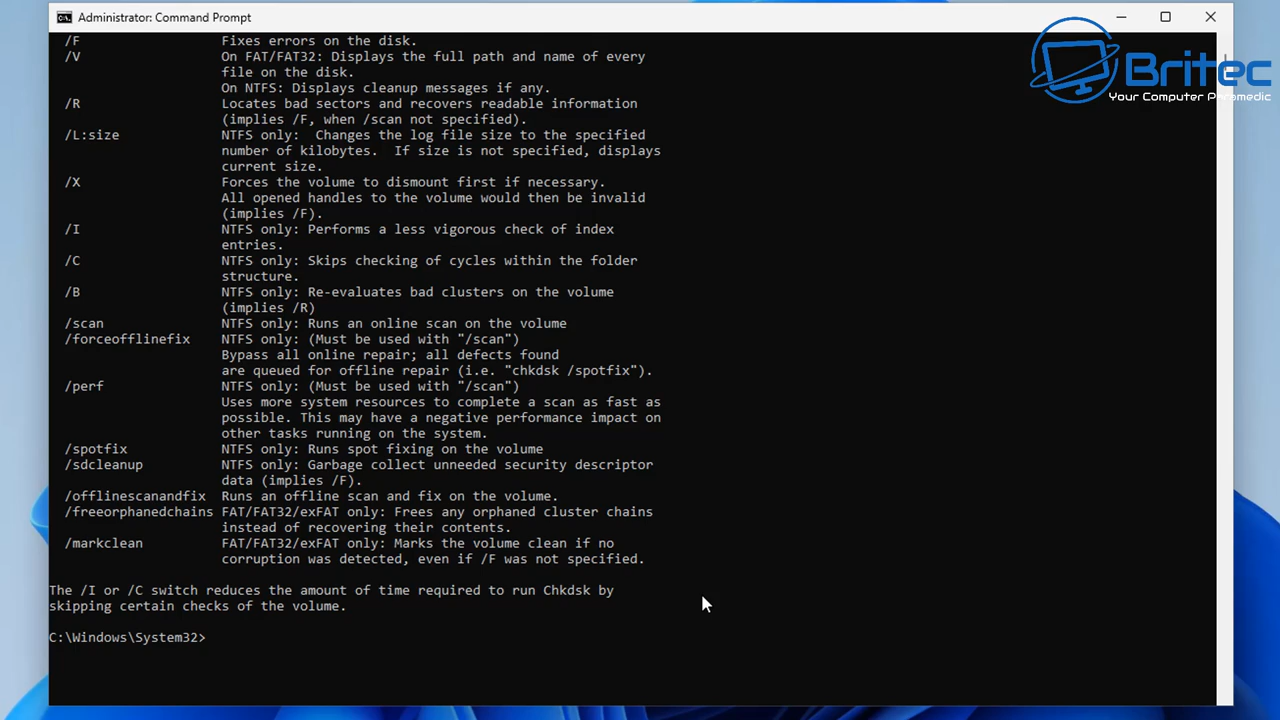 Administrator: Command Prompt
Britec
Your Computer Paramedic
/F Fixes errors on the disk.
/V On FAT/FAT32: Displays the full path and name of every
file on the disk.
On NTFS: Displays cleanup messages if any.
/R Locates bad sectors and recovers readable information
(implies /F, when /scan not specified).
/L:size NTFS only:  Changes the log file size to the specified
number of kilobytes.  If size is not specified, displays
current size.
/X Forces the volume to dismount first if necessary.
All opened handles to the volume would then be invalid
(implies /F).
/I NTFS only: Performs a less vigorous check of index
entries.
/C NTFS only: Skips checking of cycles within the folder
structure.
/B NTFS only: Re-evaluates bad clusters on the volume
(implies /R)
/scan NTFS only: Runs an online scan on the volume
/forceofflinefix NTFS only: (Must be used with "/scan")
Bypass all online repair; all defects found
are queued for offline repair (i.e. "chkdsk /spotfix").
/perf NTFS only: (Must be used with "/scan")
Uses more system resources to complete a scan as fast as
possible. This may have a negative performance impact on
other tasks running on the system.
/spotfix NTFS only: Runs spot fixing on the volume
/sdcleanup NTFS only: Garbage collect unneeded security descriptor
data (implies /F).
/offlinescanandfix Runs an offline scan and fix on the volume.
/freeorphanedchains FAT/FAT32/exFAT only: Frees any orphaned cluster chains
instead of recovering their contents.
/markclean FAT/FAT32/exFAT only: Marks the volume clean if no
corruption was detected, even if /F was not specified.
The /I or /C switch reduces the amount of time required to run Chkdsk by
skipping certain checks of the volume.
C:\Windows\System32>